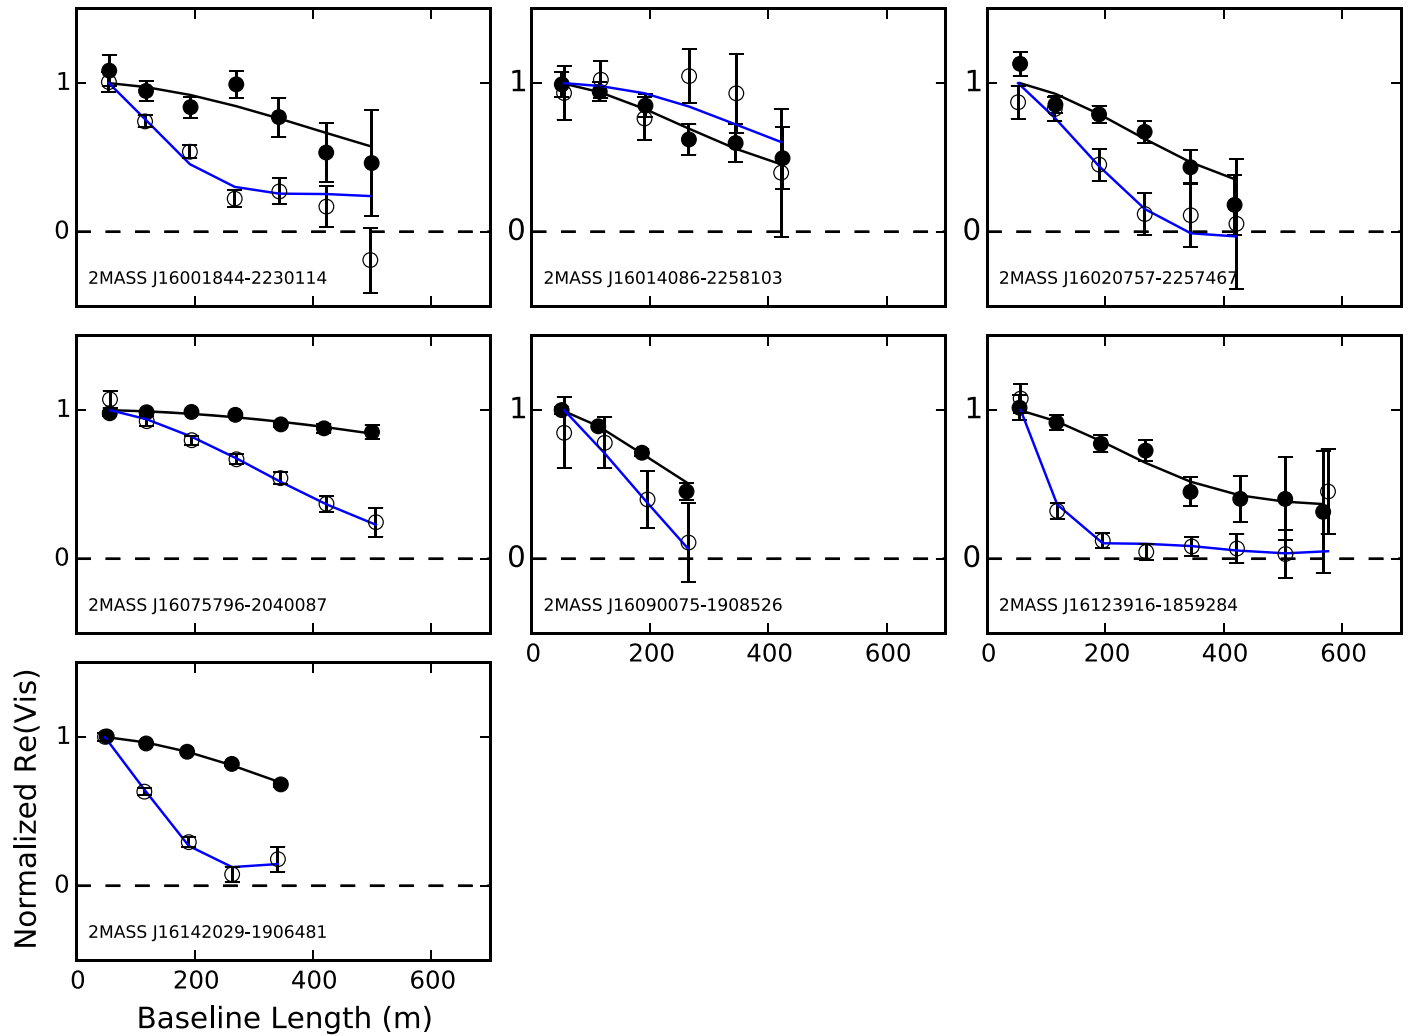 1
0
2MASS J16001844-2230114
1
0
2MASS J16014086-2258103
1
0
2MASS J16020757-2257467
1
0
2MASS J16075796-2040087
1
0
2MASS J16090075-1908526
0 200 400 600
1
0
2MASS J16123916-1859284
0 200 400 600
Normalized Re(Vis)
1
0
2MASS J16142029-1906481
0 200 400 600
Baseline Length (m)